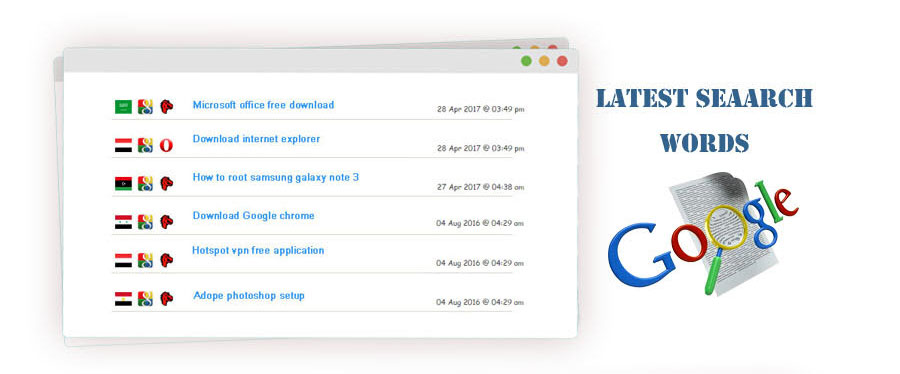 Microsoft office free download
28 Apr 2017 @ 03:49 pm
Download internet explorer
28 Apr 2017 @ 03:49 pm
How to root samsung galaxy note 3
27 Apr 2017 @ 04:38 am
Download Google chrome
04 Aug 2016 @ 04:29 am
Hotspot vpn free application
04 Aug 2016 @ 04:29 am
Adope photoshop setup
04 Aug 2016 @ 04:29 am
LATEST SEAARCH
WORDS
Google